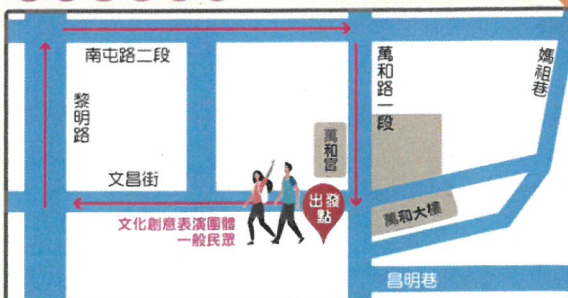 南屯路二段
萬和路一段
媽祖巷
黎明路
萬和宮
文昌街
出發
點
文化創意表演團體
一般民眾
萬和大樓
昌明巷